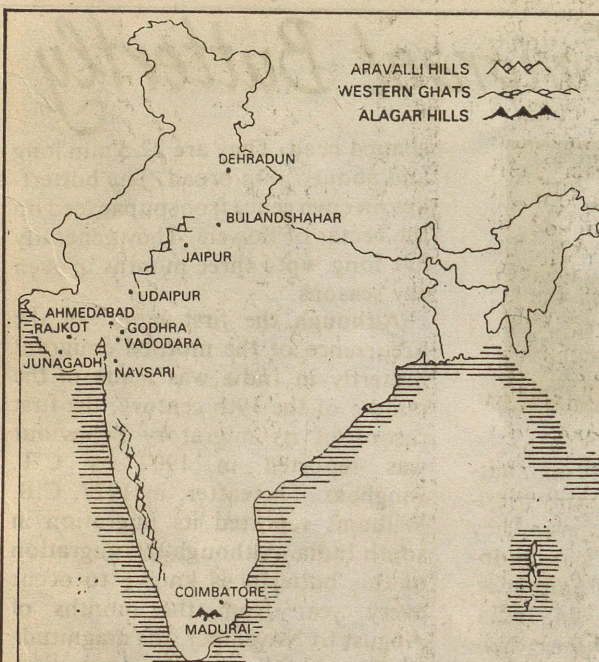 ARAVALLI HILLS
WESTERN GHATS
ALAGAR HILLS
DEHRADUN
BULANDSHAHAR
JAIPUR
UDAIPUR
AHMEDABAD
RAJKOT
GODHRA
VADODARA
JUNAGADH
NAVSARI
COIMBATORE
MADURAI